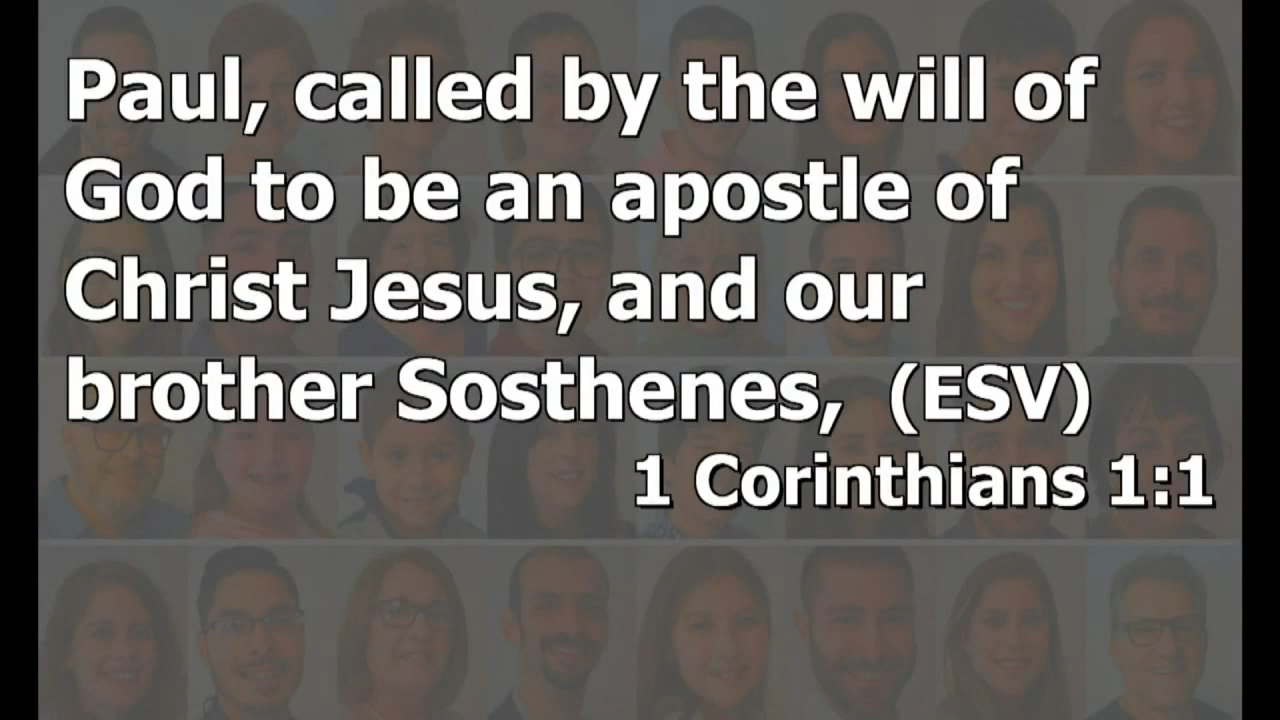 Paul, called by the will of
God to be an apostle of
Christ Jesus, and our
brother Sosthenes, (ESV)
1 Corinthians 1:1